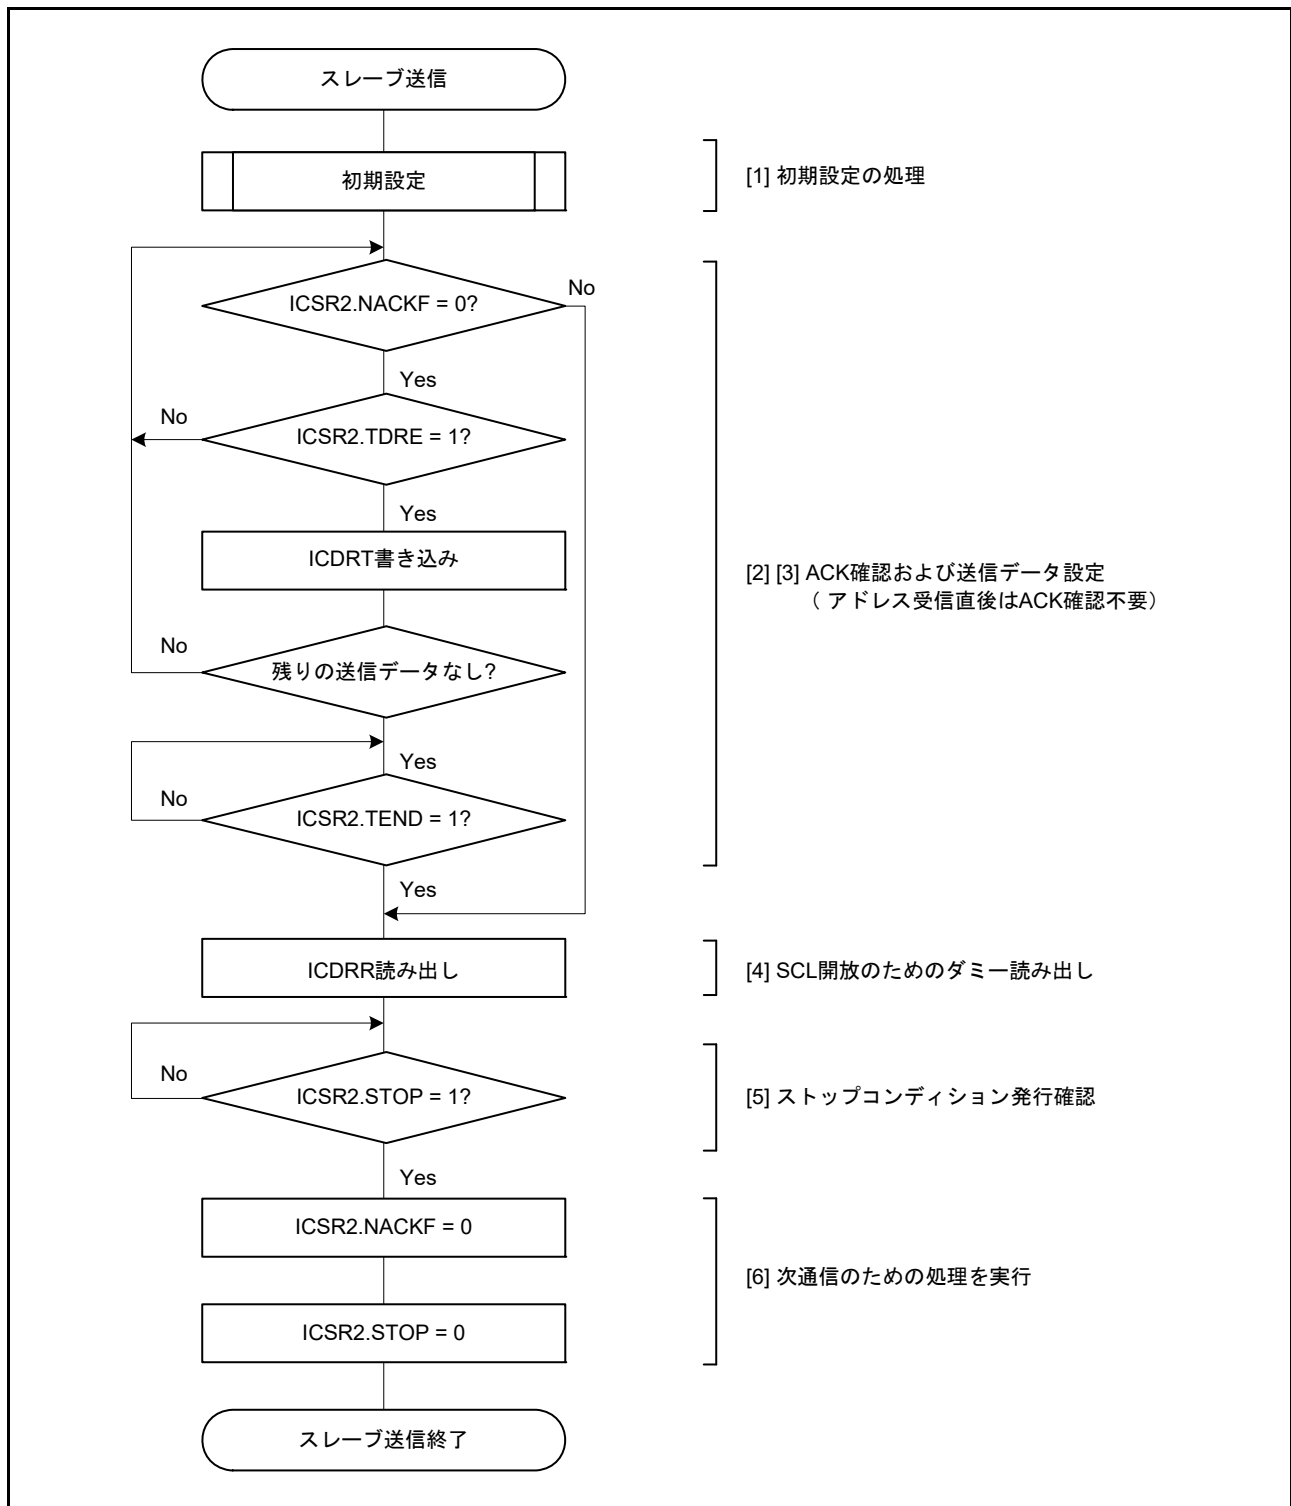 スレーブ送信
初期設定
[1] 初期設定の処理
ICSR2.NACKF = 0?
No
Yes
ICSR2.TDRE = 1?
No
Yes
ICDRT書き込み
[2] [3] ACK確認および送信データ設定
（ アドレス受信直後はACK確認不要）
残りの送信データなし?
No
Yes
ICSR2.TEND = 1?
No
Yes
ICDRR読み出し
[4] SCL開放のためのダミー読み出し
ICSR2.STOP = 1?
No
[5] ストップコンディション発行確認
Yes
ICSR2.NACKF = 0
[6] 次通信のための処理を実行
ICSR2.STOP = 0
スレーブ送信終了